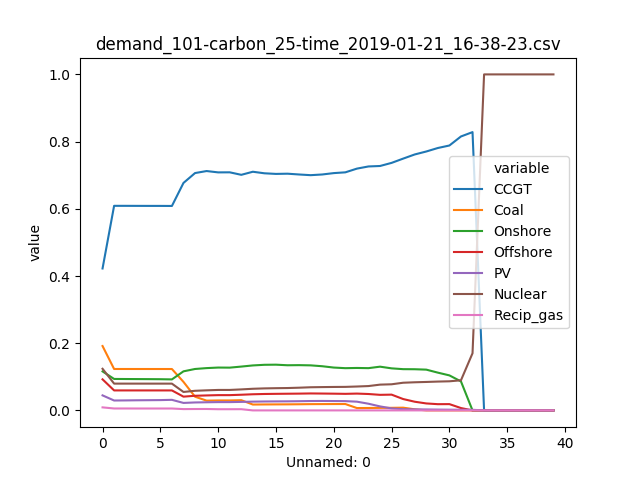 demand_101-carbon_25-time_2019-01-21_16-38-23.csv
1.0
0.8
0.6
0.4
0.2
0.0
value
variable
CCGT
Coal
Onshore
Offshore
PV
Nuclear
Recip_gas
0 5 10 15 20 25 30 35 40
Unnamed: 0